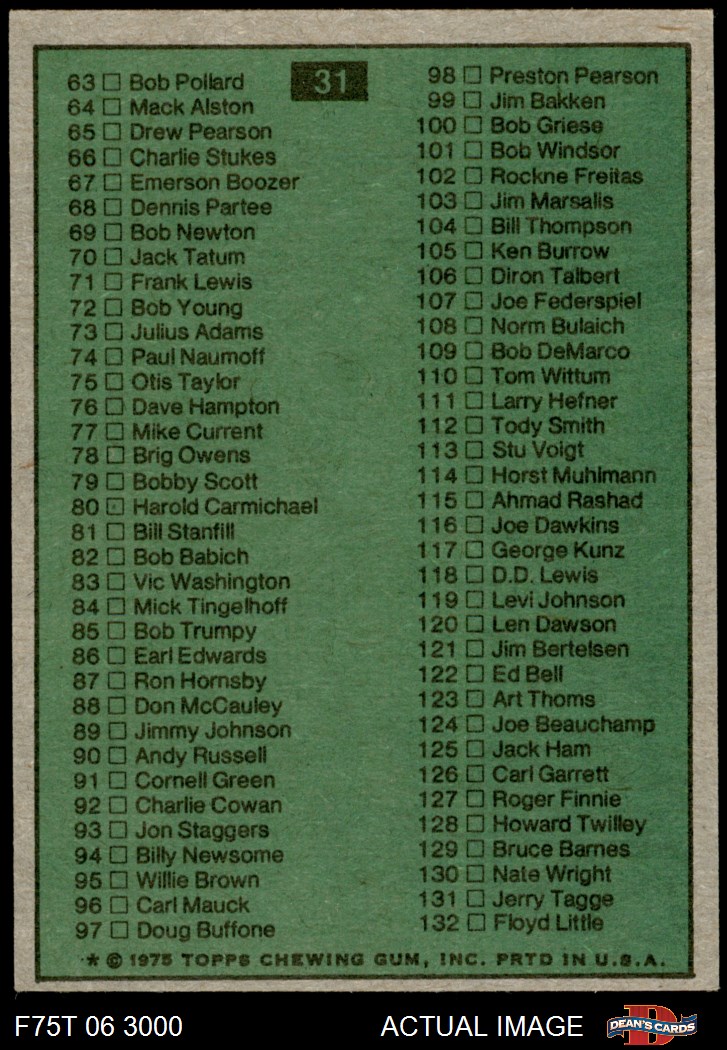 31
63 ☐ Bob Pollard
64 ☐ Mack Alston
65 ☐ Drew Pearson
66 ☐ Charlie Stukes
67 ☐ Emerson Boozer
68 ☐ Dennis Partee
69 ☐ Bob Newton
70 ☐ Jack Tatum
71 ☐ Frank Lewis
72 ☐ Bob Young
73 ☐ Julius Adams
74 ☐ Paul Naumoff
75 ☐ Otis Taylor
76 ☐ Dave Hampton
77 ☐ Mike Current
78 ☐ Brig Owens
79 ☐ Bobby Scott
80 ☐ Harold Carmichael
81 ☐ Bill Stanfill
82 ☐ Bob Babich
83 ☐ Vic Washington
84 ☐ Mick Tingelhoff
85 ☐ Bob Trumpy
86 ☐ Earl Edwards
87 ☐ Ron Hornsby
88 ☐ Don McCauley
89 ☐ Jimmy Johnson
90 ☐ Andy Russell
91 ☐ Cornell Green
92 ☐ Charlie Cowan
93 ☐ Jon Staggers
94 ☐ Billy Newsome
95 ☐ Willie Brown
96 ☐ Carl Mauck
97 ☐ Doug Buffone
98 ☐ Preston Pearson
99 ☐ Jim Bakken
100 ☐ Bob Griese
101 ☐ Bob Windsor
102 ☐ Rockne Freitas
103 ☐ Jim Marsalis
104 ☐ Bill Thompson
105 ☐ Ken Burrow
106 ☐ Diron Talbert
107 ☐ Joe Federspiel
108 ☐ Norm Bulaich
109 ☐ Bob DeMarco
110 ☐ Tom Wittum
111 ☐ Larry Hefner
112 ☐ Tody Smith
113 ☐ Stu Voigt
114 ☐ Horst Muhlmann
115 ☐ Ahmad Rashad
116 ☐ Joe Dawkins
117 ☐ George Kunz
118 ☐ D.D. Lewis
119 ☐ Levi Johnson
120 ☐ Len Dawson
121 ☐ Jim Bertelsen
122 ☐ Ed Bell
123 ☐ Art Thoms
124 ☐ Joe Beauchamp
125 ☐ Jack Ham
126 ☐ Carl Garrett
127 ☐ Roger Finnie
128 ☐ Howard Twilley
129 ☐ Bruce Barnes
130 ☐ Nate Wright
131 ☐ Jerry Tagge
132 ☐ Floyd Little
* © 1975 TOPPS CHEWING GUM, INC. PRTD IN U.S.A.
F75T 06 3000
ACTUAL IMAGE
D
DEAN'S CARDS